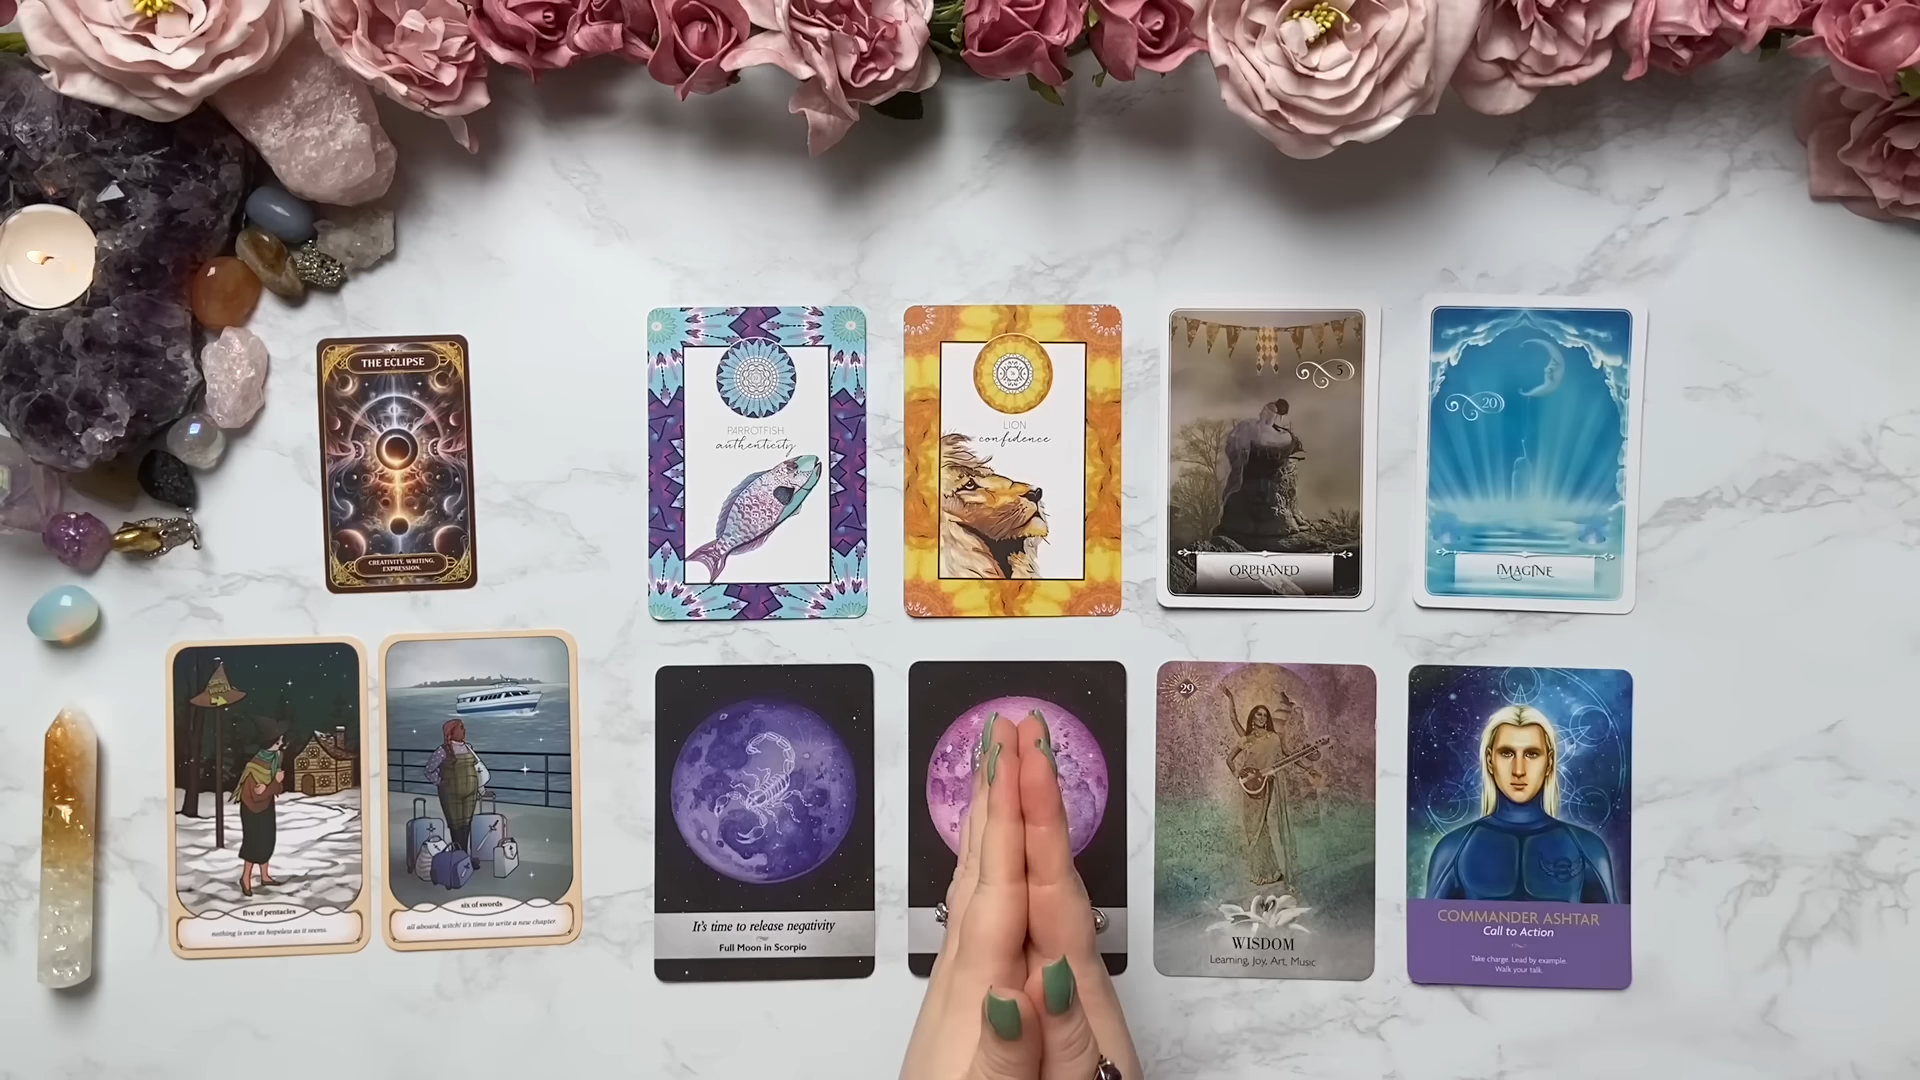 THE ECLIPSE
CREATIVITY, WRITING,
EXPRESSION.
PARROTFISH
authenticity
LION
confidence
5
ORPHANED
20
IMAGINE
five of pentacles
nothing is ever as hopeless as it seems.
six of swords
all aboard, witch! it's time to write a new chapter
It's time to release negativity
Full Moon in Scorpio
29
WISDOM
Learning, Joy, Art, Music
COMMANDER ASHTAR
Call to Action
Take charge. Lead by example.
Walk your talk.